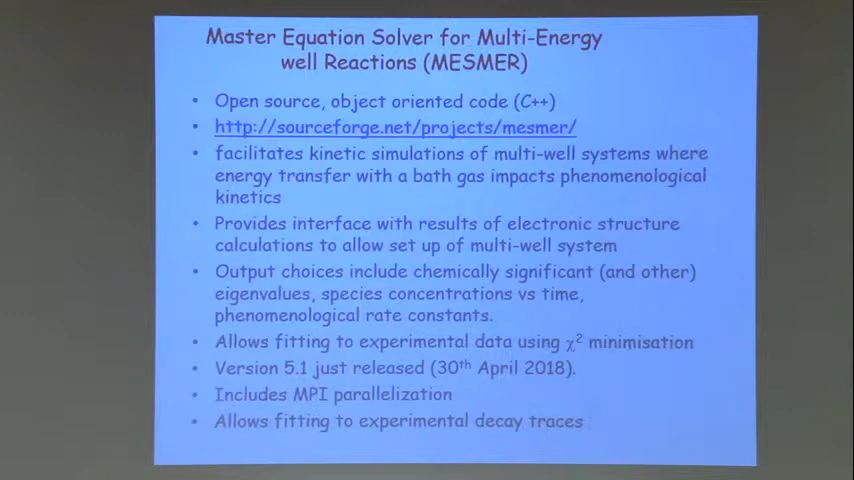 Master Equation Solver for Multi-Energy
well Reactions (MESMER)
• Open source, object oriented code (C++)
• http://sourceforge.net/projects/mesmer/
• facilitates kinetic simulations of multi-well systems where
energy transfer with a bath gas impacts phenomenological
kinetics
• Provides interface with results of electronic structure
calculations to allow set up of multi-well system
• Output choices include chemically significant (and other)
eigenvalues, species concentrations vs time,
phenomenological rate constants.
• Allows fitting to experimental data using χ² minimisation
• Version 5.1 just released (30th April 2018).
• Includes MPI parallelization
• Allows fitting to experimental decay traces